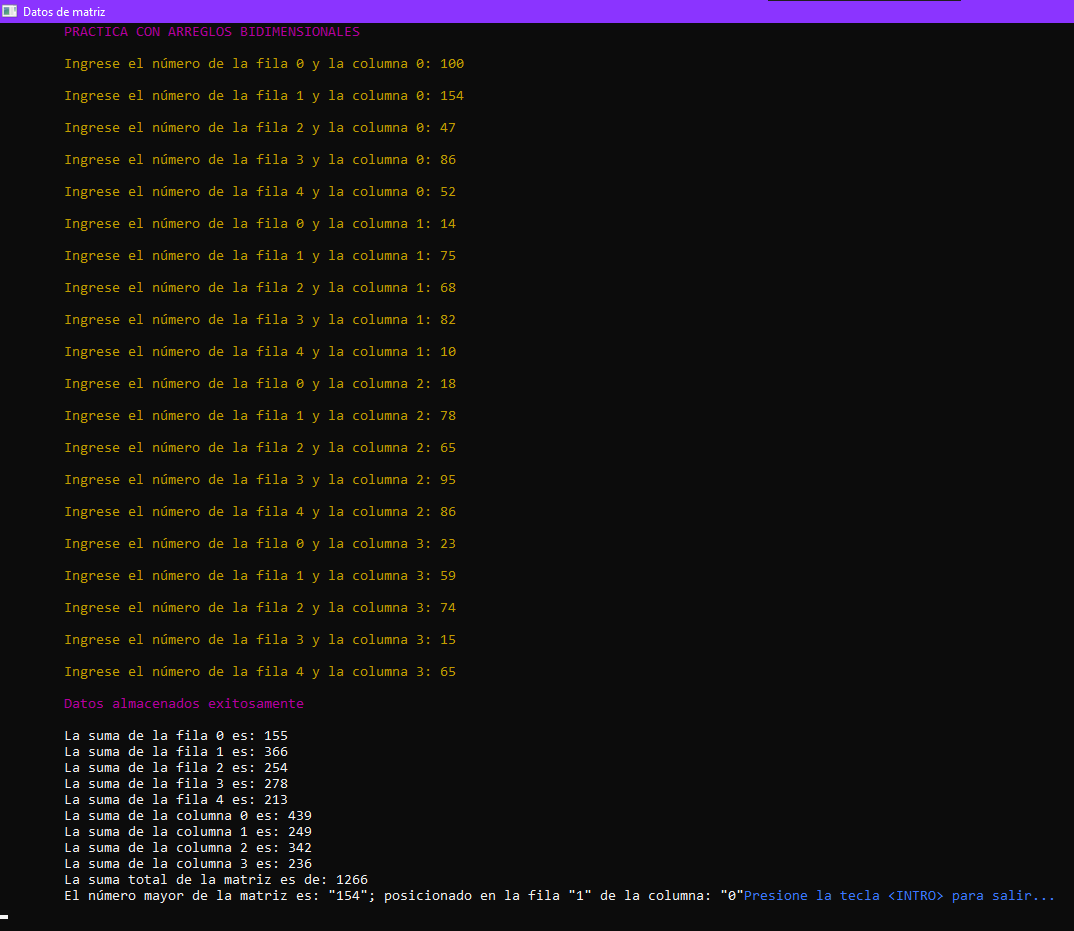 Datos de matriz
PRACTICA CON ARREGLOS BIDIMENSIONALES
Ingrese el número de la fila 0 y la columna 0: 100
Ingrese el número de la fila 1 y la columna 0: 154
Ingrese el número de la fila 2 y la columna 0: 47
Ingrese el número de la fila 3 y la columna 0: 86
Ingrese el número de la fila 4 y la columna 0: 52
Ingrese el número de la fila 0 y la columna 1: 14
Ingrese el número de la fila 1 y la columna 1: 75
Ingrese el número de la fila 2 y la columna 1: 68
Ingrese el número de la fila 3 y la columna 1: 82
Ingrese el número de la fila 4 y la columna 1: 10
Ingrese el número de la fila 0 y la columna 2: 18
Ingrese el número de la fila 1 y la columna 2: 78
Ingrese el número de la fila 2 y la columna 2: 65
Ingrese el número de la fila 3 y la columna 2: 95
Ingrese el número de la fila 4 y la columna 2: 86
Ingrese el número de la fila 0 y la columna 3: 23
Ingrese el número de la fila 1 y la columna 3: 59
Ingrese el número de la fila 2 y la columna 3: 74
Ingrese el número de la fila 3 y la columna 3: 15
Ingrese el número de la fila 4 y la columna 3: 65
Datos almacenados exitosamente
La suma de la fila 0 es: 155
La suma de la fila 1 es: 366
La suma de la fila 2 es: 254
La suma de la fila 3 es: 278
La suma de la fila 4 es: 213
La suma de la columna 0 es: 439
La suma de la columna 1 es: 249
La suma de la columna 2 es: 342
La suma de la columna 3 es: 236
La suma total de la matriz es de: 1266
El número mayor de la matriz es: "154"; posicionado en la fila "1" de la columna: "0"Presione la tecla <INTRO> para salir...